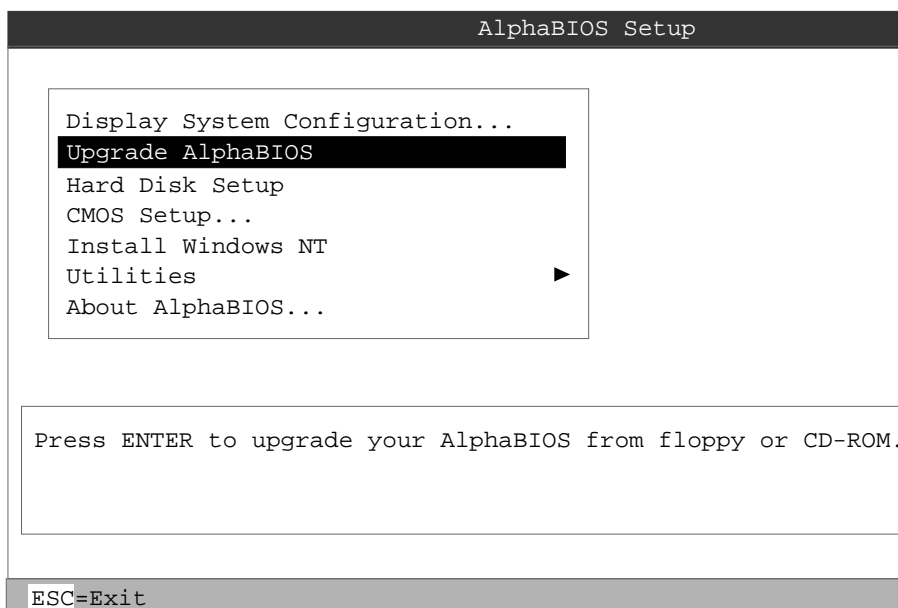 AlphaBIOS Setup
Display System Configuration...
Upgrade AlphaBIOS
Hard Disk Setup
CMOS Setup...
Install Windows NT
Utilities
About AlphaBIOS...
Press ENTER to upgrade your AlphaBIOS from floppy or CD-ROM.
ESC=Exit